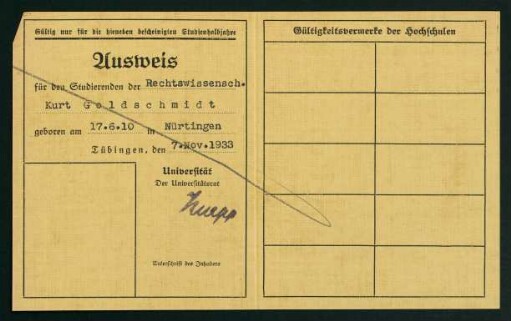 Gültig nur für die hieneben bescheinigten Studienhalbjahre
Ausweis
für den Studierenden der Rechtswissensch.
Kurt Goldschmidt
geboren am 17.6.10 in Nürtingen
Tübingen, den 7.Nov.1933
Universität
Der Universitätsrat
Unterschrift des Inhabers
Gültigkeitsvermerke der Hochschulen